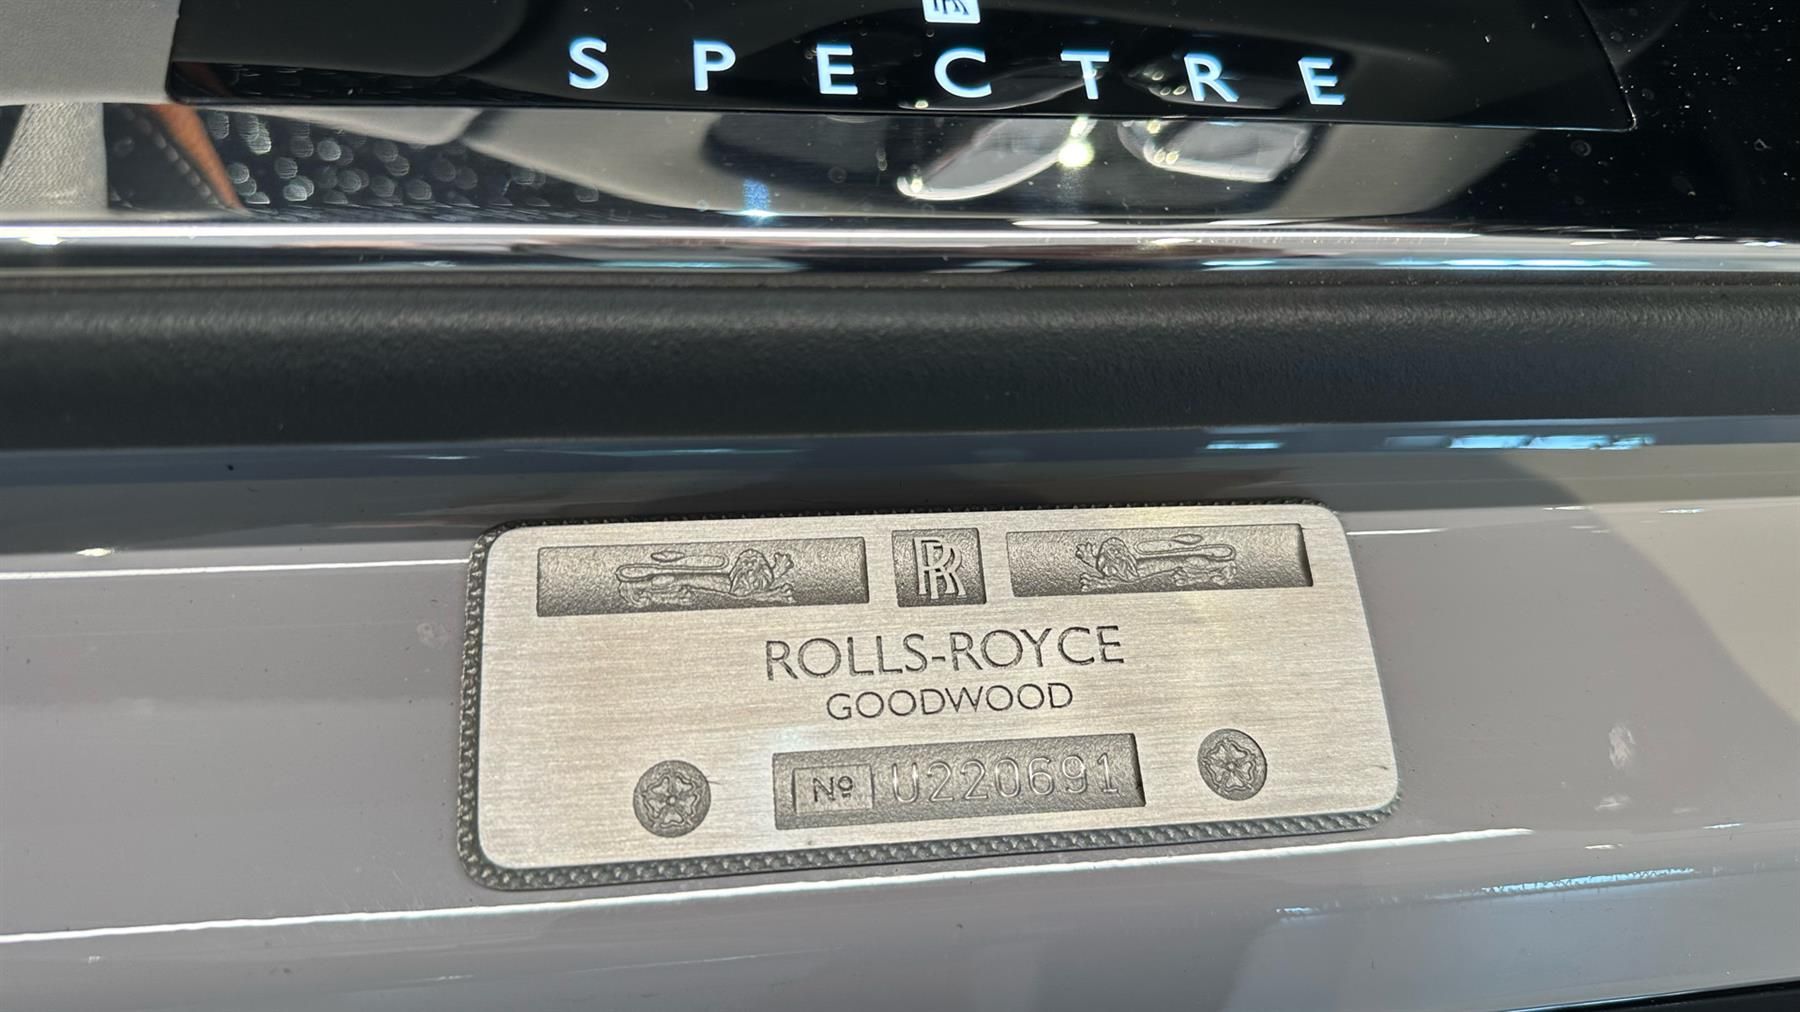 SPECTRE
RR
ROLLS-ROYCE
GOODWOOD
Nº U220691